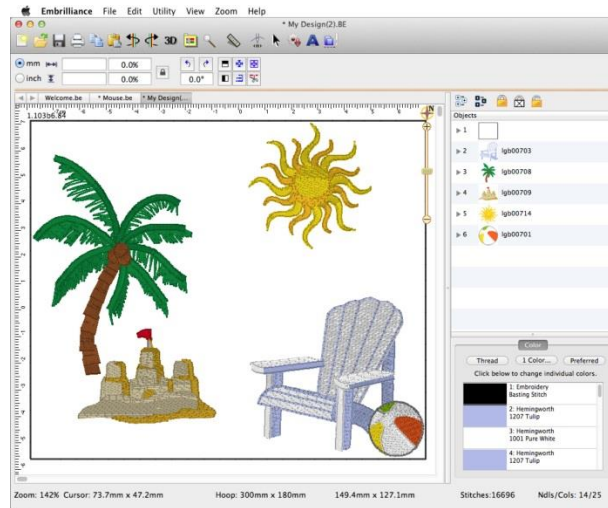 Embrilliance File Edit Utility View Zoom Help
* My Design(2).BE
3D A
mm 0.0%
inch 0.0% 0.0°
Welcome.be * Mouse.be * My Design(...
1.103b6.84
N
Objects
1
2 lgb00703
3 lgb00708
4 lgb00709
5 lgb00714
6 lgb00701
Color
Thread 1 Color... Preferred
Click below to change individual colors.
1: Embroidery
Basting Stitch
2: Hemingworth
1207 Tulip
3: Hemingworth
1001 Pure White
4: Hemingworth
1207 Tulip
Zoom: 142% Cursor: 73.7mm x 47.2mm Hoop: 300mm x 180mm 149.4mm x 127.1mm Stitches:16696 Ndls/Cols: 14/25